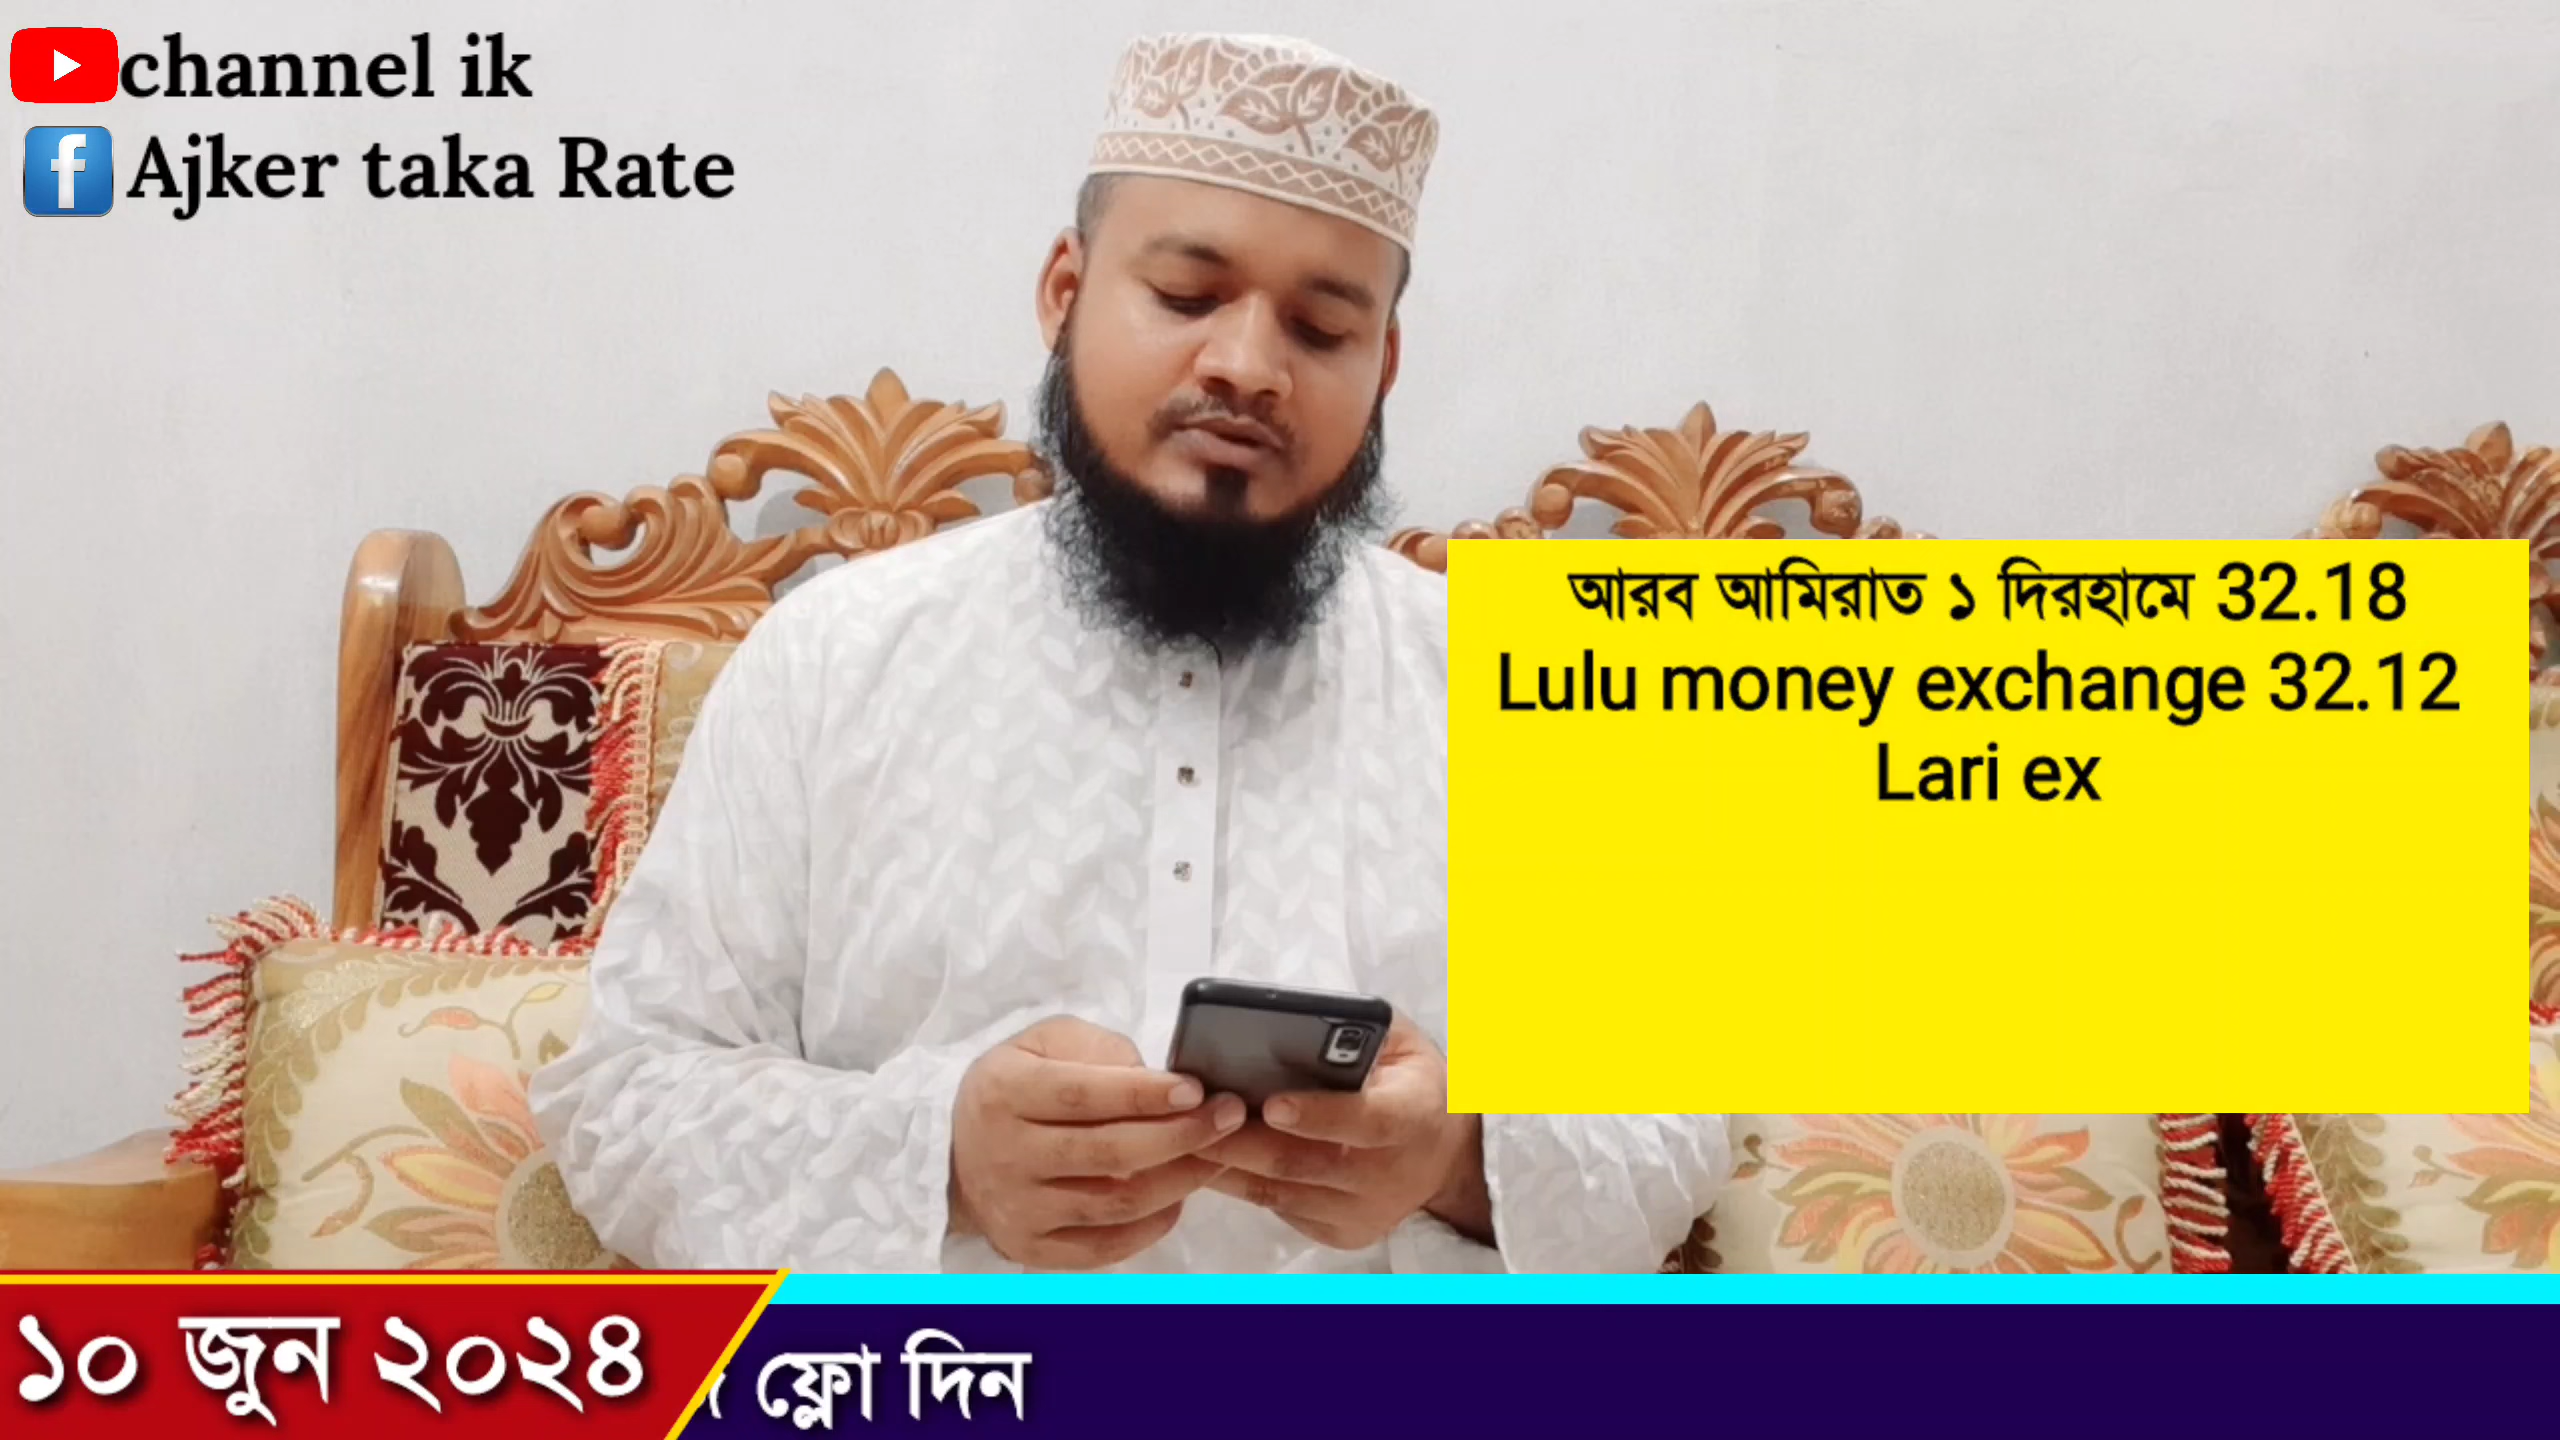 channel ik
Ajker taka Rate
আরব আমিরাত ১ দিরহামে 32.18
Lulu money exchange 32.12
Lari ex
১০ জুন ২০২৪
ফ্লো দিন